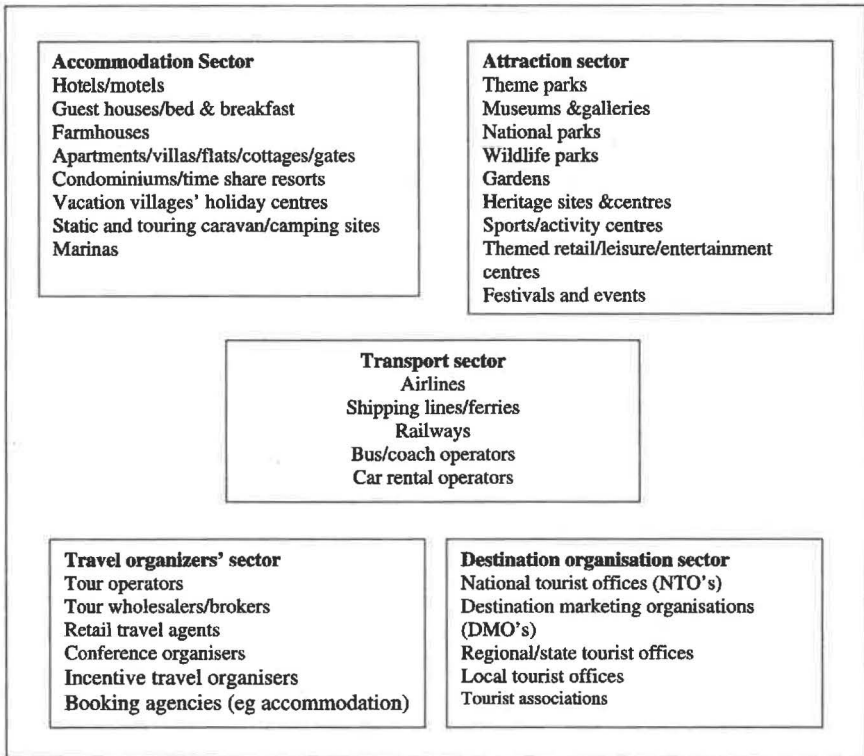 Accommodation Sector
Hotels/motels
Guest houses/bed & breakfast
Farmhouses
Apartments/villas/flats/cottages/gates
Condominiums/time share resorts
Vacation villages' holiday centres
Static and touring caravan/camping sites
Marinas
Attraction sector
Theme parks
Museums &galleries
National parks
Wildlife parks
Gardens
Heritage sites &centres
Sports/activity centres
Themed retail/leisure/entertainment
centres
Festivals and events
Transport sector
Airlines
Shipping lines/ferries
Railways
Bus/coach operators
Car rental operators
Travel organizers' sector
Tour operators
Tour wholesalers/brokers
Retail travel agents
Conference organisers
Incentive travel organisers
Booking agencies (eg accommodation)
Destination organisation sector
National tourist offices (NTO's)
Destination marketing organisations
(DMO's)
Regional/state tourist offices
Local tourist offices
Tourist associations